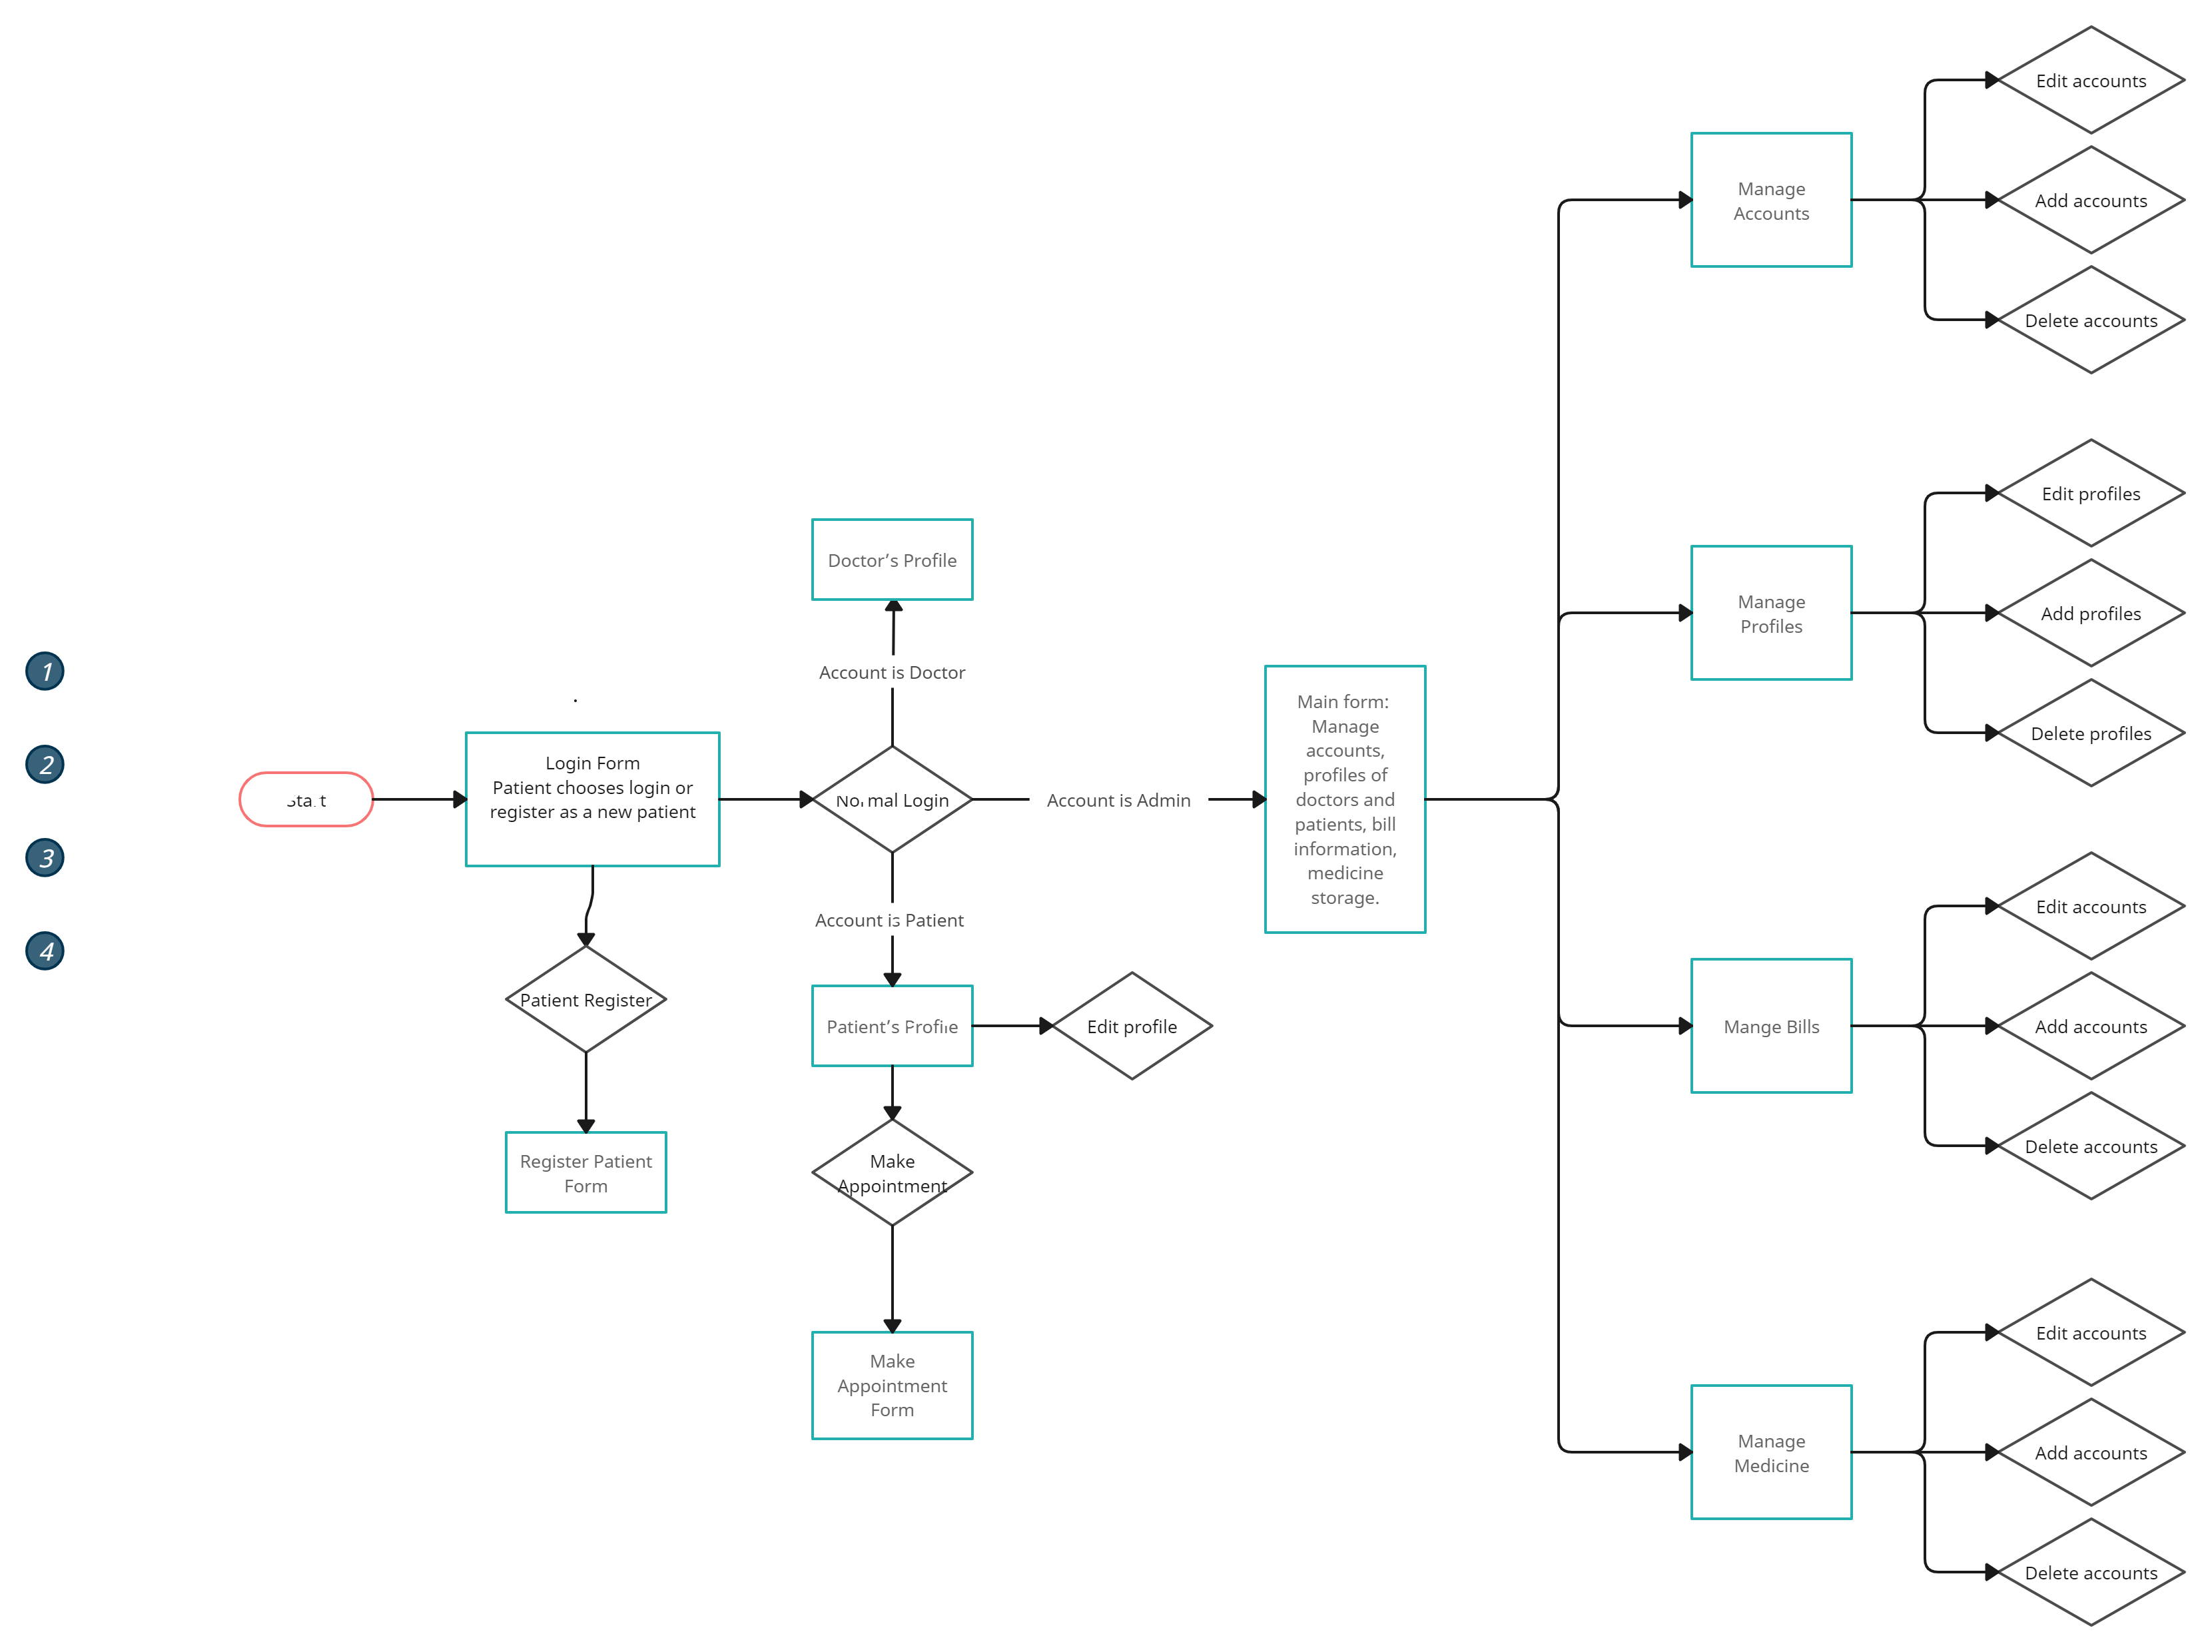 1
2
3
4
Start
.
Login Form
Patient chooses login or
register as a new patient
Patient Register
Register Patient
Form
Doctor’s Profile
Account is Doctor
Normal Login
Account is Admin
Account is Patient
Patient’s Profile
Edit profile
Make
Appointment
Make
Appointment
Form
Main form:
Manage
accounts,
profiles of
doctors and
patients, bill
information,
medicine
storage.
Manage
Accounts
Edit accounts
Add accounts
Delete accounts
Manage
Profiles
Edit profiles
Add profiles
Delete profiles
Mange Bills
Edit accounts
Add accounts
Delete accounts
Manage
Medicine
Edit accounts
Add accounts
Delete accounts